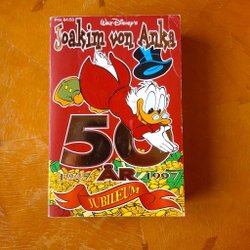 WALT DISNEY'S
Joakim von Anka
50
ÅR
1947 1997
JUBILEUM